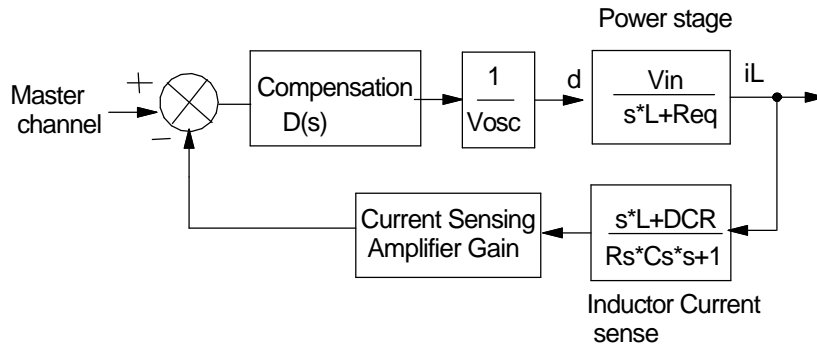 Power stage
+
Master
channel
−
Compensation
D(s)
1
Vosc
d
Vin
s*L+Req
iL
Current Sensing
Amplifier Gain
s*L+DCR
Rs*Cs*s+1
Inductor Current
sense